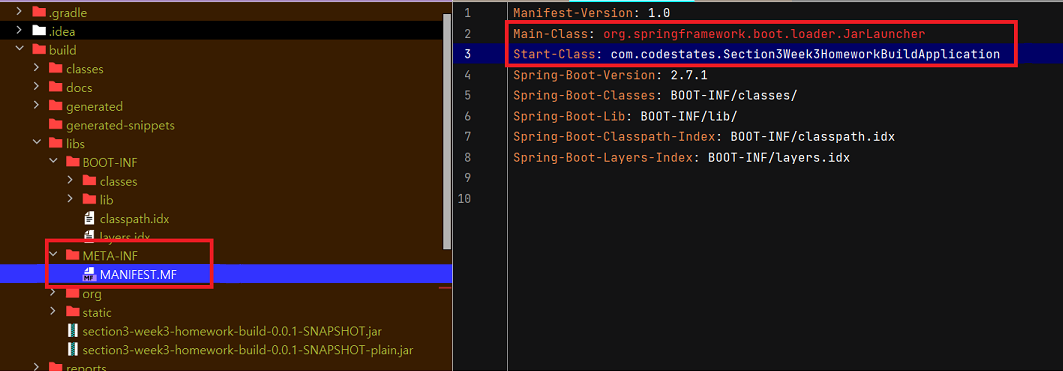 .gradle
.idea
build
classes
docs
generated
generated-snippets
libs
BOOT-INF
classes
lib
classpath.idx
layers.idx
META-INF
MANIFEST.MF
org
static
section3-week3-homework-build-0.0.1-SNAPSHOT.jar
section3-week3-homework-build-0.0.1-SNAPSHOT-plain.jar
reports
1 Manifest-Version: 1.0
2 Main-Class: org.springframework.boot.loader.JarLauncher
3 Start-Class: com.codestates.Section3Week3HomeworkBuildApplication
4 Spring-Boot-Version: 2.7.1
5 Spring-Boot-Classes: BOOT-INF/classes/
6 Spring-Boot-Lib: BOOT-INF/lib/
7 Spring-Boot-Classpath-Index: BOOT-INF/classpath.idx
8 Spring-Boot-Layers-Index: BOOT-INF/layers.idx
9
10